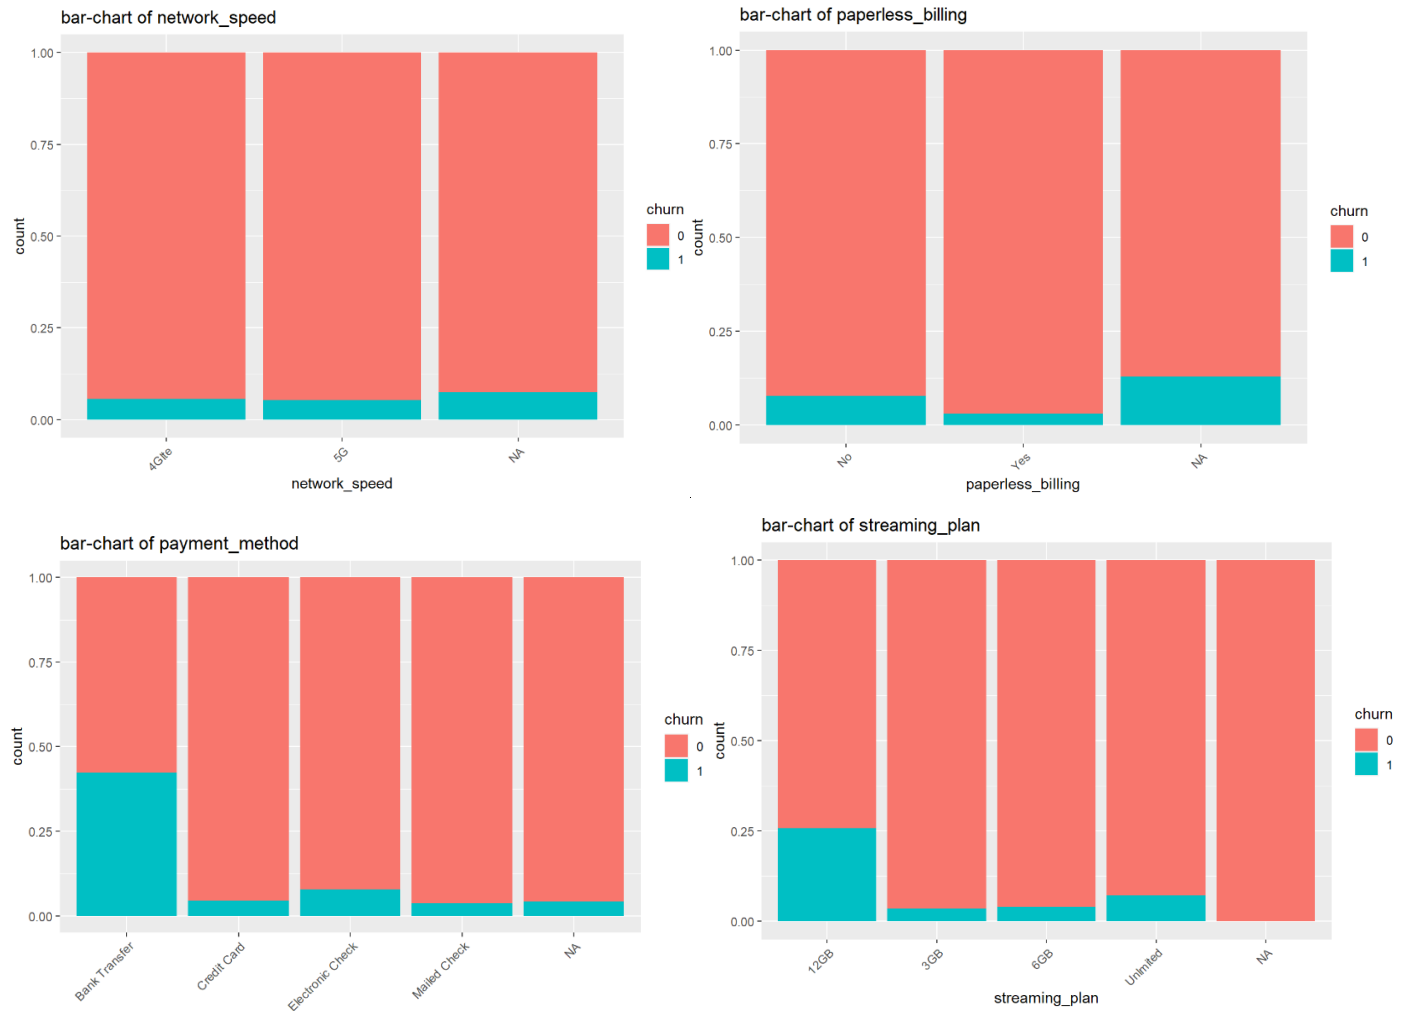 bar-chart of network_speed
1.00
0.75
0.50
0.25
0.00
count
4Glte
5G
NA
network_speed
churn
0
1
bar-chart of paperless_billing
1.00
0.75
0.50
0.25
0.00
count
No
Yes
NA
paperless_billing
churn
0
1
bar-chart of payment_method
1.00
0.75
0.50
0.25
0.00
count
Bank Transfer
Credit Card
Electronic Check
Mailed Check
NA
churn
0
1
bar-chart of streaming_plan
1.00
0.75
0.50
0.25
0.00
count
12GB
3GB
6GB
Unlmited
NA
streaming_plan
churn
0
1